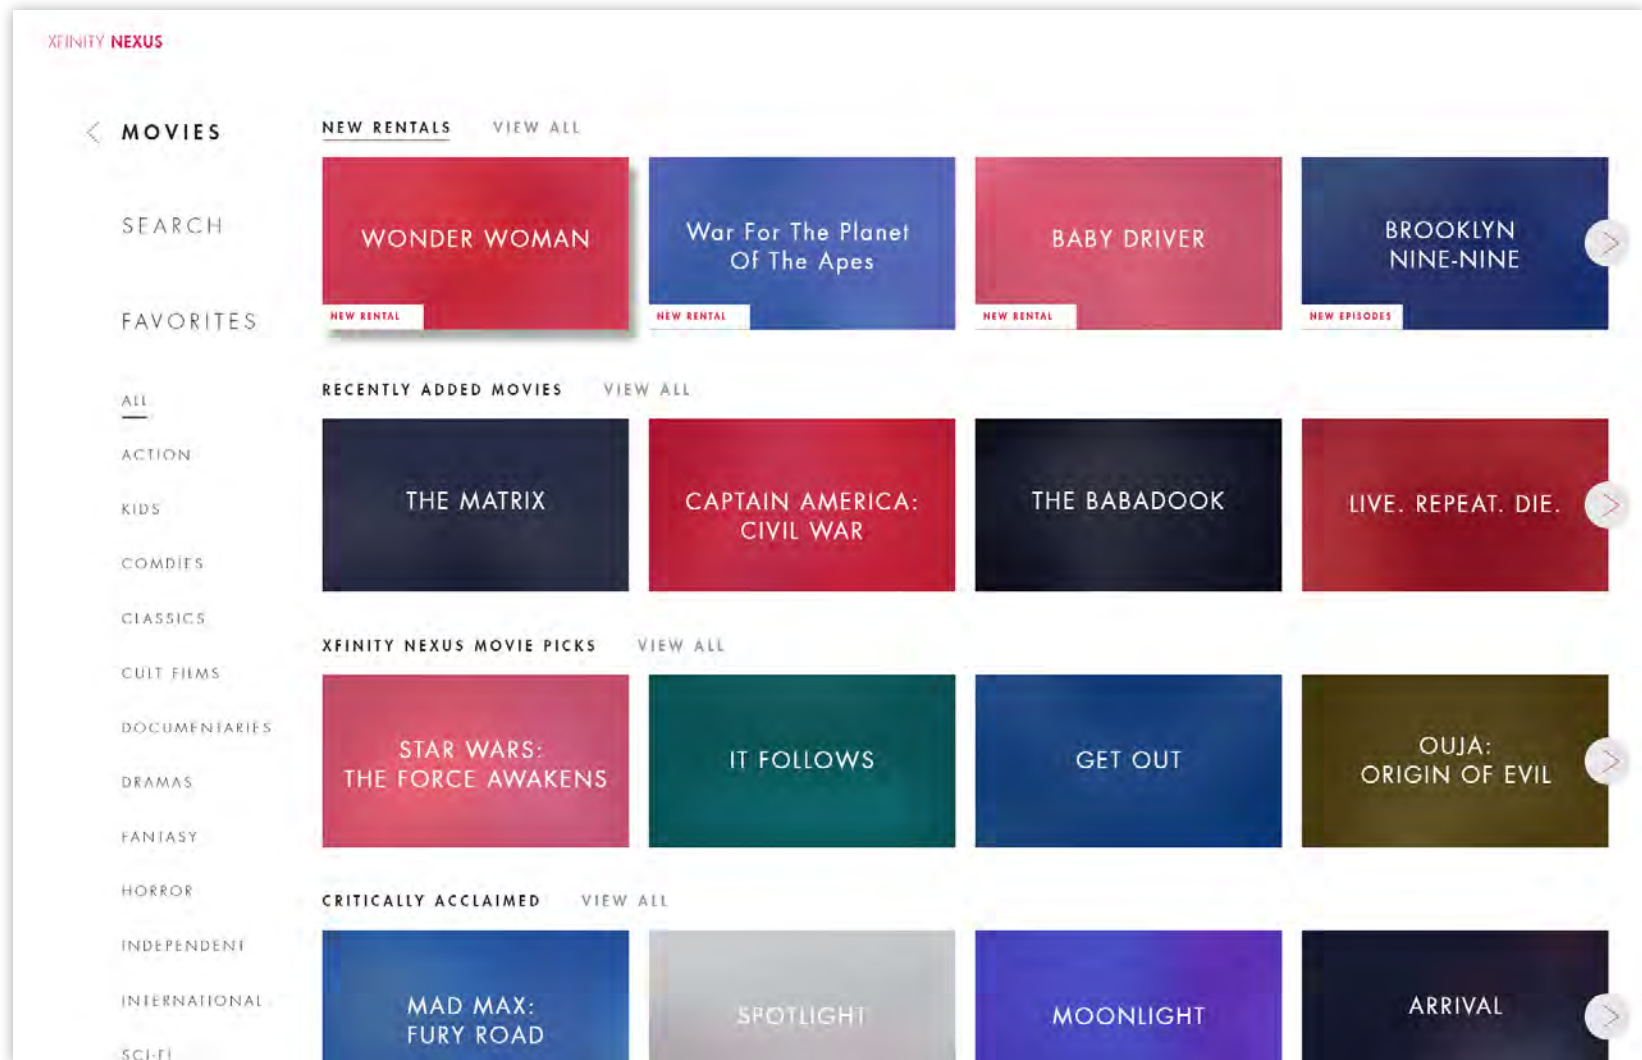 XFINITY NEXUS
MOVIES
SEARCH
FAVORITES
ALL
ACTION
KIDS
COMDIES
CLASSICS
CULT FILMS
DOCUMENTARIES
DRAMAS
FANTASY
HORROR
INDEPENDENT
INTERNATIONAL
SCI-FI
NEW RENTALS VIEW ALL
WONDER WOMAN
NEW RENTAL
War For The Planet
Of The Apes
NEW RENTAL
BABY DRIVER
NEW RENTAL
BROOKLYN
NINE-NINE
NEW EPISODES
RECENTLY ADDED MOVIES VIEW ALL
THE MATRIX
CAPTAIN AMERICA:
CIVIL WAR
THE BABADOOK
LIVE. REPEAT. DIE.
XFINITY NEXUS MOVIE PICKS VIEW ALL
STAR WARS:
THE FORCE AWAKENS
IT FOLLOWS
GET OUT
OUJA:
ORIGIN OF EVIL
CRITICALLY ACCLAIMED VIEW ALL
MAD MAX:
FURY ROAD
SPOTLIGHT
MOONLIGHT
ARRIVAL